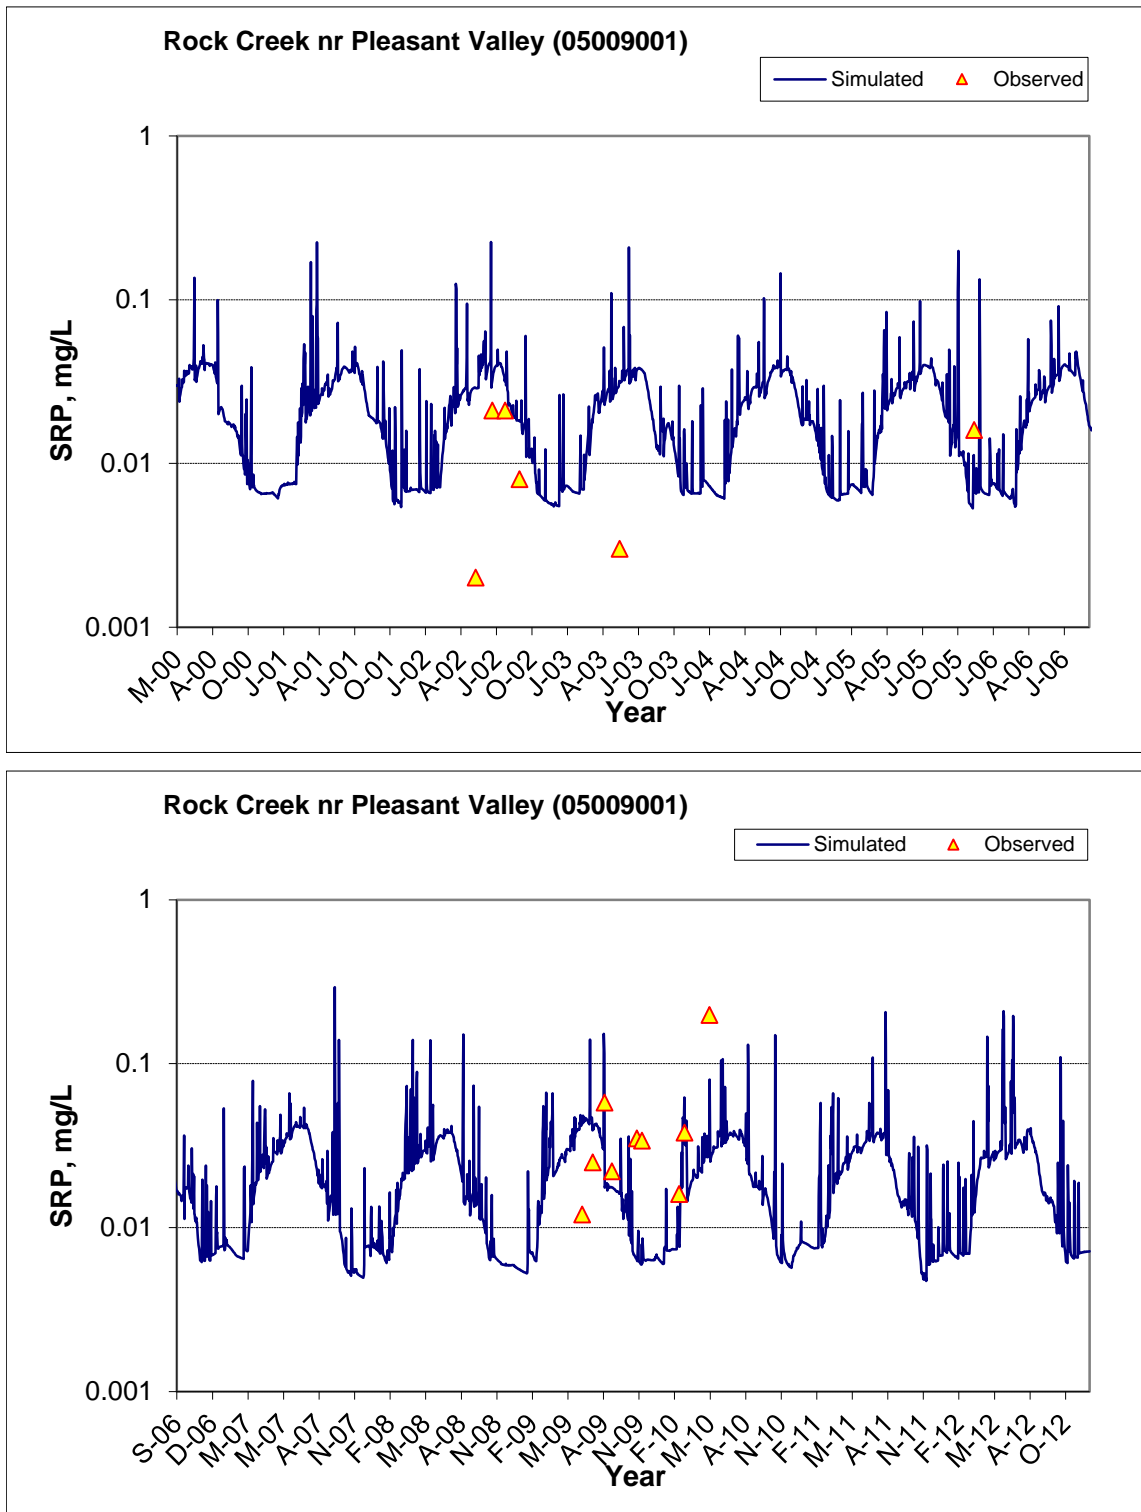 Rock Creek nr Pleasant Valley (05009001)
Simulated
Observed
1
0.1
0.01
0.001
SRP, mg/L
M-00
A-00
O-00
J-01
A-01
J-01
O-01
J-02
A-02
J-02
O-02
J-03
A-03
J-03
O-03
J-04
A-04
J-04
O-04
J-05
A-05
J-05
O-05
J-06
A-06
J-06
Year
Rock Creek nr Pleasant Valley (05009001)
Simulated
Observed
1
0.1
0.01
0.001
SRP, mg/L
S-06
D-06
M-07
M-07
A-07
N-07
F-08
M-08
A-08
N-08
F-09
M-09
A-09
N-09
F-10
M-10
A-10
N-10
F-11
M-11
A-11
N-11
F-12
M-12
A-12
O-12
Year